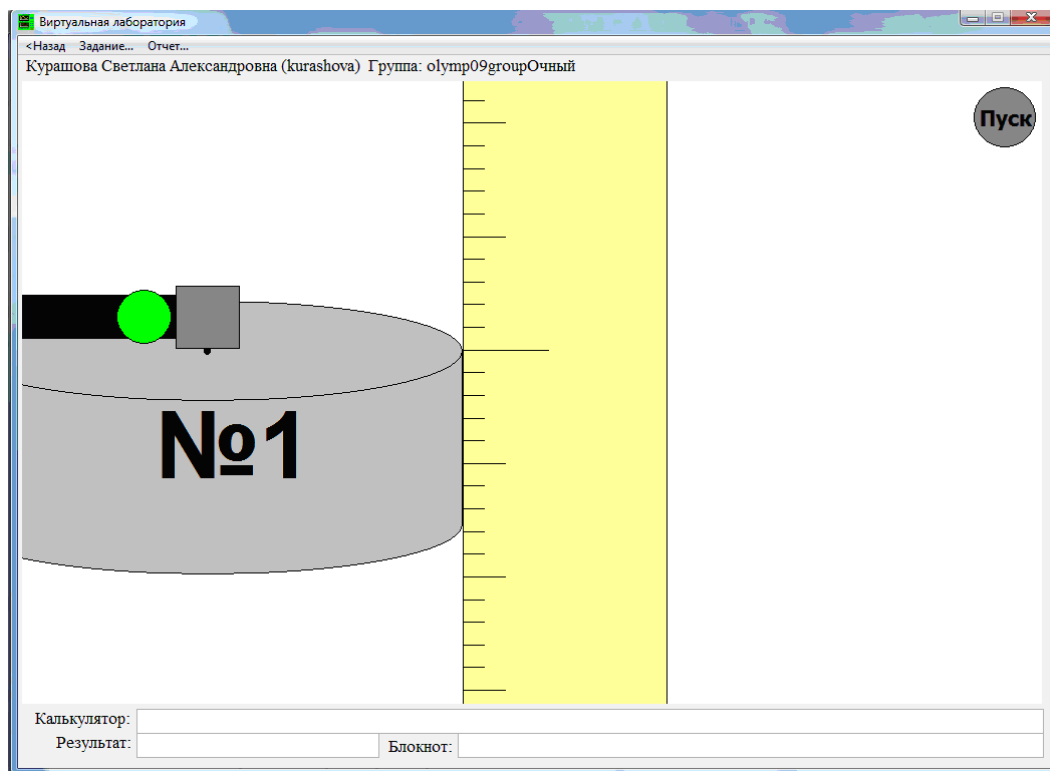 Виртуальная лаборатория
<Назад Задание... Отчет...
Курашова Светлана Александровна (kurashova) Группа: olymp09groupОчный
Пуск
№1
Калькулятор:
Результат: Блокнот: